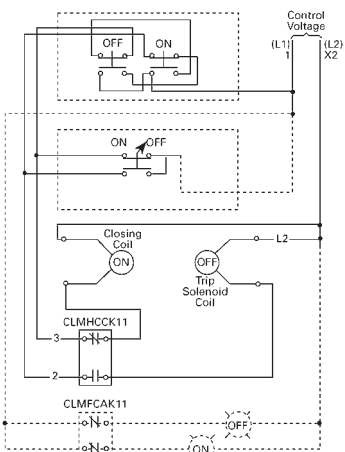 Control
Voltage
(L1) (L2)
1 X2
OFF ON
ON OFF
Closing
Coil
L2
ON OFF
Trip
Solenoid
Coil
CLMHCCK11
3
2
CLMFCAK11
OFF
ON